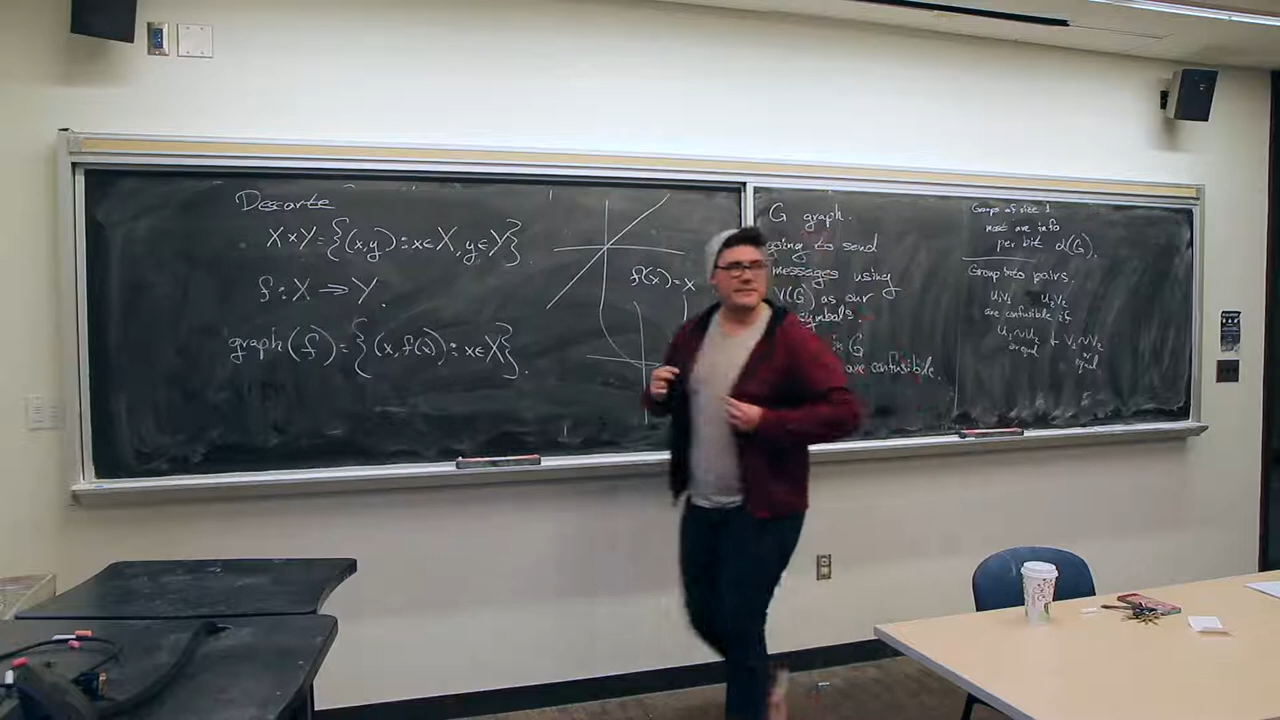 Descarte
X×Y={(x,y) : x∈X, y∈Y}.
f : X → Y.
graph(f) = {(x, f(x)) : x∈X}.
f(x)=x
G graph.
going to send
messages using
V(G) as our
symbols.
in G
are confusible.
Groups of size 1
most are info
per bit α(G).
Group into pairs.
u₁v₁ u₂v₂
are confusible if
u₁~u₂ + v₁~v₂
or equal or equal